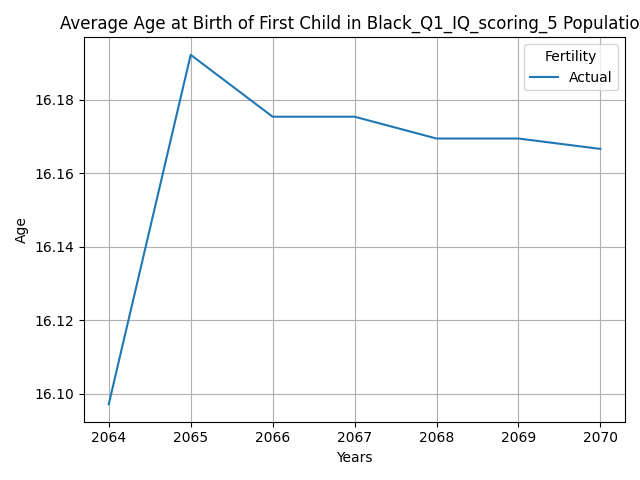 Average Age at Birth of First Child in Black_Q1_IQ_scoring_5 Populatio
Fertility
Actual
16.18
16.16
16.14
16.12
16.10
Age
2064 2065 2066 2067 2068 2069 2070
Years